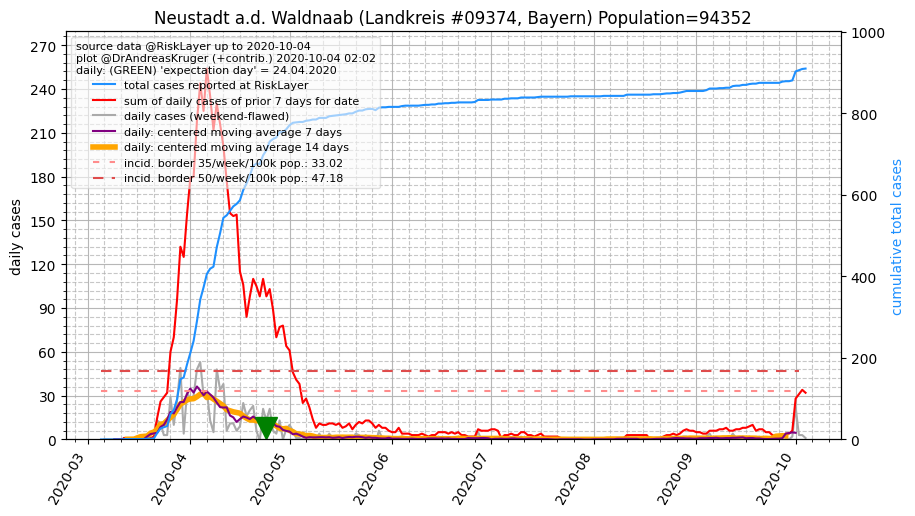 Neustadt a.d. Waldnaab (Landkreis #09374, Bayern) Population=94352
source data @RiskLayer up to 2020-10-04
plot @DrAndreasKruger (+contrib.) 2020-10-04 02:02
daily: (GREEN) 'expectation day' = 24.04.2020
total cases reported at RiskLayer
sum of daily cases of prior 7 days for date
daily cases (weekend-flawed)
daily: centered moving average 7 days
daily: centered moving average 14 days
incid. border 35/week/100k pop.: 33.02
incid. border 50/week/100k pop.: 47.18
daily cases
270
240
210
180
150
120
90
60
30
0
cumulative total cases
1000
800
600
400
200
0
2020-03
2020-04
2020-05
2020-06
2020-07
2020-08
2020-09
2020-10